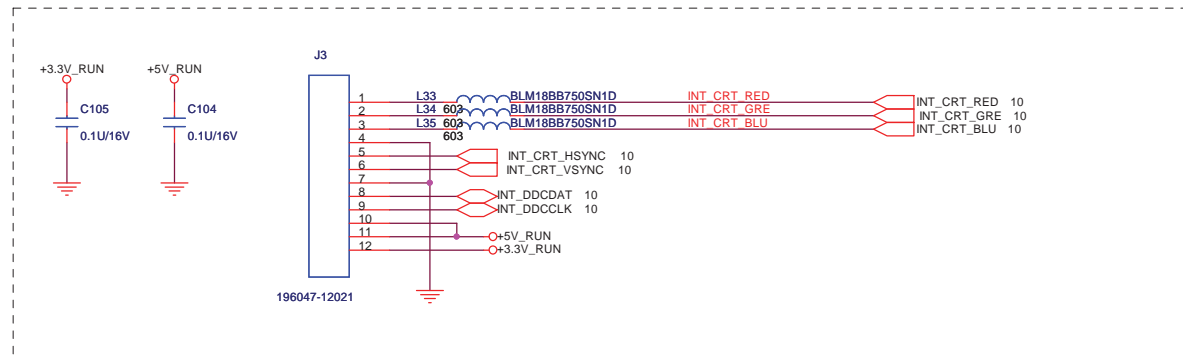 J3
+3.3V_RUN
+5V_RUN
C105
0.1U/16V
C104
0.1U/16V
1 L33 BLM18BB750SN1D INT_CRT_RED INT_CRT_RED 10
2 L34 603 BLM18BB750SN1D INT_CRT_GRE INT_CRT_GRE 10
3 L35 603 BLM18BB750SN1D INT_CRT_BLU INT_CRT_BLU 10
4 603
5 INT_CRT_HSYNC 10
6 INT_CRT_VSYNC 10
7
8 INT_DDCDAT 10
9 INT_DDCCLK 10
10
11 +5V_RUN
12 +3.3V_RUN
196047-12021